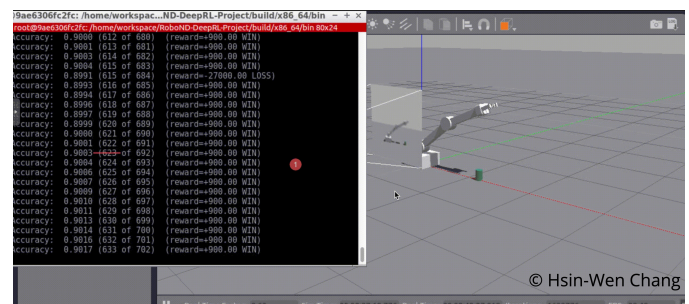 9ae6306fc2fc: /home/workspac...ND-DeepRL-Project/build/x86_64/bin
root@9ae6306fc2fc: /home/workspace/RoboND-DeepRL-Project/build/x86_64/bin 80x24
Accuracy: 0.9000 (612 of 680) (reward=+900.00 WIN)
Accuracy: 0.9001 (613 of 681) (reward=+900.00 WIN)
Accuracy: 0.9003 (614 of 682) (reward=+900.00 WIN)
Accuracy: 0.9004 (615 of 683) (reward=+900.00 WIN)
Accuracy: 0.8991 (615 of 684) (reward=-27000.00 LOSS)
Accuracy: 0.8993 (616 of 685) (reward=+900.00 WIN)
Accuracy: 0.8994 (617 of 686) (reward=+900.00 WIN)
Accuracy: 0.8996 (618 of 687) (reward=+900.00 WIN)
Accuracy: 0.8997 (619 of 688) (reward=+900.00 WIN)
Accuracy: 0.8999 (620 of 689) (reward=+900.00 WIN)
Accuracy: 0.9000 (621 of 690) (reward=+900.00 WIN)
Accuracy: 0.9001 (622 of 691) (reward=+900.00 WIN)
Accuracy: 0.9003 (623 of 692) (reward=+900.00 WIN)
Accuracy: 0.9004 (624 of 693) (reward=+900.00 WIN)
Accuracy: 0.9006 (625 of 694) (reward=+900.00 WIN)
Accuracy: 0.9007 (626 of 695) (reward=+900.00 WIN)
Accuracy: 0.9009 (627 of 696) (reward=+900.00 WIN)
Accuracy: 0.9010 (628 of 697) (reward=+900.00 WIN)
Accuracy: 0.9011 (629 of 698) (reward=+900.00 WIN)
Accuracy: 0.9013 (630 of 699) (reward=+900.00 WIN)
Accuracy: 0.9014 (631 of 700) (reward=+900.00 WIN)
Accuracy: 0.9016 (632 of 701) (reward=+900.00 WIN)
Accuracy: 0.9017 (633 of 702) (reward=+900.00 WIN)
1
© Hsin-Wen Chang